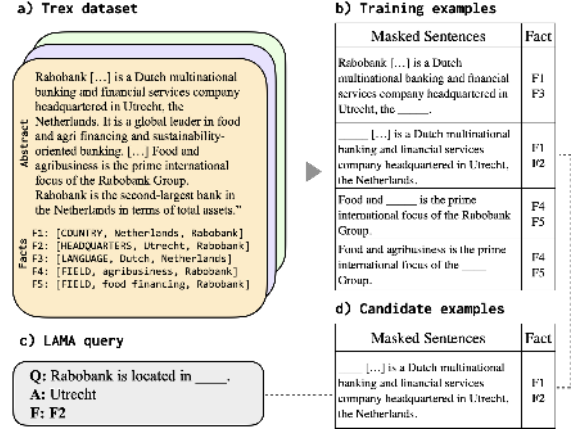 a) Trex dataset
Abstract
Rabobank […] is a Dutch multinational
banking and financial services company
headquartered in Utrecht, the
Netherlands. It is a global leader in food
and agri financing and sustainability-
oriented banking. […] Food and
agribusiness is the prime international
focus of the Rabobank Group.
Rabobank is the second-largest bank in
the Netherlands in terms of total assets.”
Facts
F1: [COUNTRY, Netherlands, Rabobank]
F2: [HEADQUARTERS, Utrecht, Rabobank]
F3: [LANGUAGE, Dutch, Netherlands]
F4: [FIELD, agribusiness, Rabobank]
F5: [FIELD, food financing, Rabobank]
b) Training examples
Masked Sentences Fact
Rabobank […] is a Dutch
multinational banking and financial F1
services company headquartered in F3
Utrecht, the _____.
_____ […] is a Dutch multinational
banking and financial services F1
company headquartered in Utrecht, F2
the Netherlands.
Food and _____ is the prime F4
international focus of the Rabobank F5
Group.
Food and agribusiness is the prime
international focus of the ____ F4
Group. F5
c) LAMA query
Q: Rabobank is located in ____.
A: Utrecht
F: F2
d) Candidate examples
Masked Sentences Fact
____ […] is a Dutch multinational
banking and financial services F1
company headquartered in Utrecht, F2
the Netherlands.